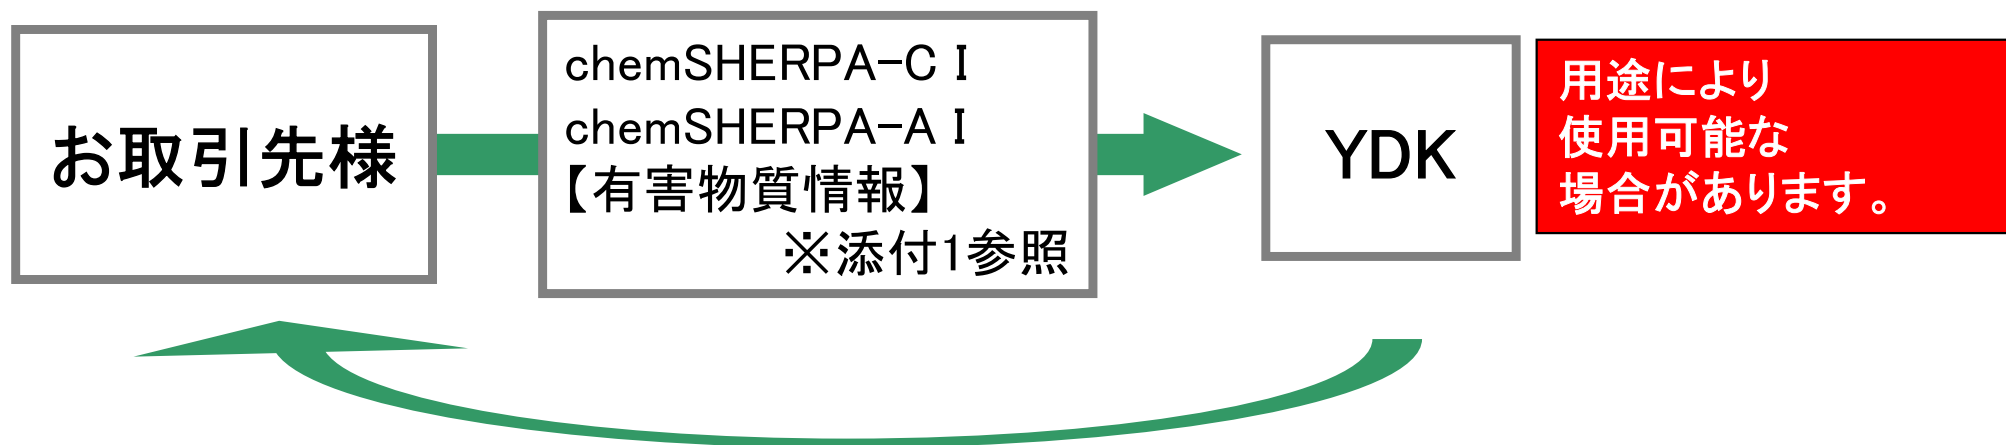 お取引先様
chemSHERPA-CⅠ
chemSHERPA-AⅠ
【有害物質情報】
※添付1参照
YDK
用途により
使用可能な
場合があります。